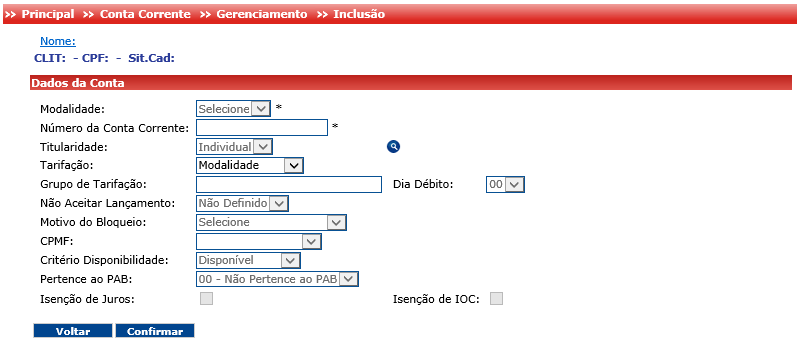 >> Principal >> Conta Corrente >> Gerenciamento >> Inclusão
Nome:
CLIT: - CPF: - Sit.Cad:
Dados da Conta
Modalidade: Selecione *
Número da Conta Corrente: *
Titularidade: Individual
Tarifação: Modalidade
Grupo de Tarifação: Dia Débito: 00
Não Aceitar Lançamento: Não Definido
Motivo do Bloqueio: Selecione
CPMF:
Critério Disponibilidade: Disponível
Pertence ao PAB: 00 - Não Pertence ao PAB
Isenção de Juros: Isenção de IOC:
Voltar Confirmar